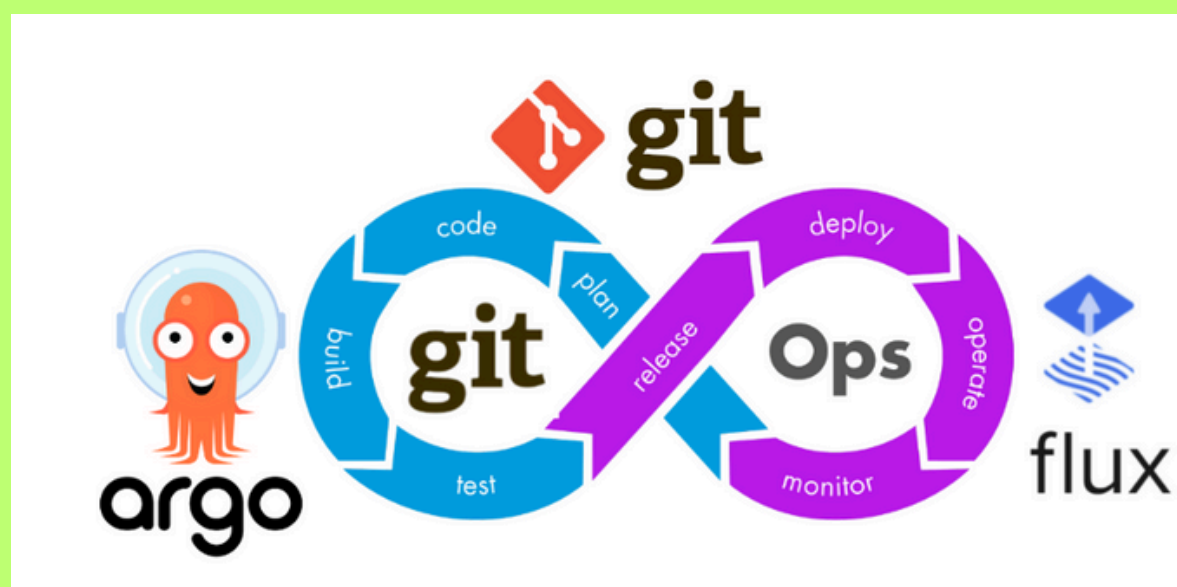 git
code
plan
build
git
test
release
deploy
Ops
operate
monitor
argo
flux